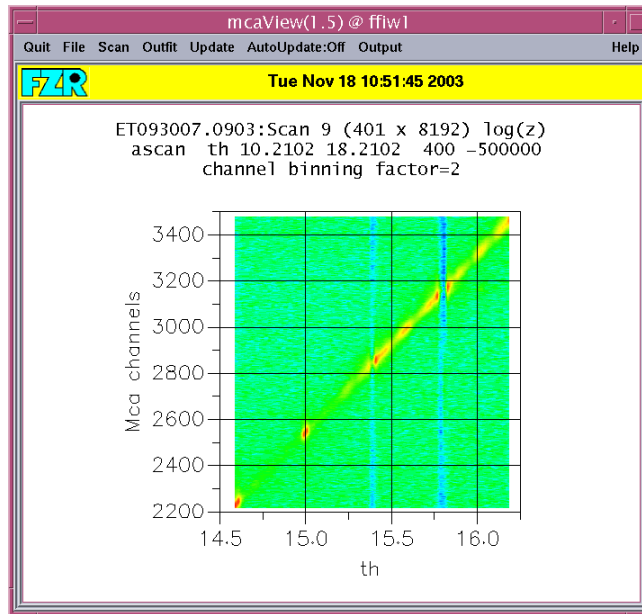 mcaView(1.5) @ ffiw1
Quit File Scan Outfit Update AutoUpdate:Off Output Help
FZR Tue Nov 18 10:51:45 2003
ET093007.0903:Scan 9 (401 x 8192) log(z)
ascan th 10.2102 18.2102 400 -500000
channel binning factor=2
3400
3200
3000
2800
2600
2400
2200
Mca channels
14.5 15.0 15.5 16.0
th